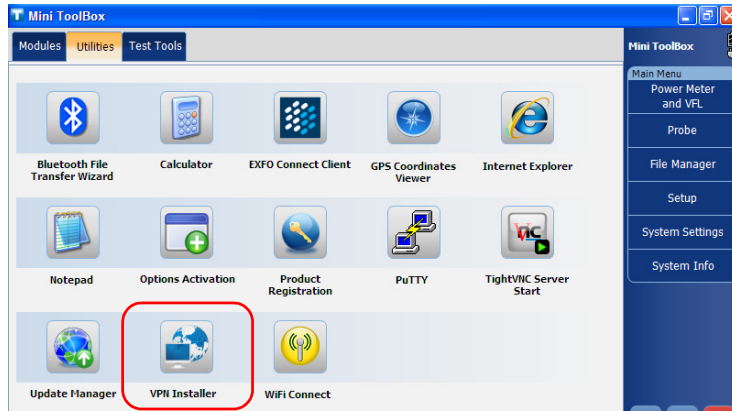 Mini ToolBox
Modules Utilities Test Tools
Bluetooth File
Transfer Wizard
Calculator
EXFO Connect Client
GPS Coordinates
Viewer
Internet Explorer
Notepad
Options Activation
Product
Registration
PuTTY
TightVNC Server
Start
Update Manager
VPN Installer
WiFi Connect
Mini ToolBox
Main Menu
Power Meter
and VFL
Probe
File Manager
Setup
System Settings
System Info